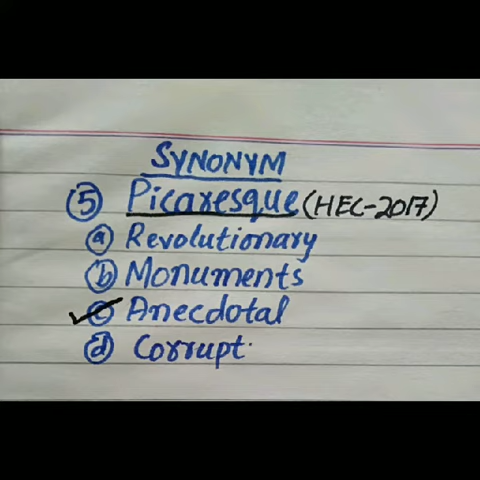 SYNONYM
⑤ Picaresque (HEC-2017)
ⓐ Revolutionary
ⓑ Monuments
ⓒ Anecdotal
ⓓ Corrupt